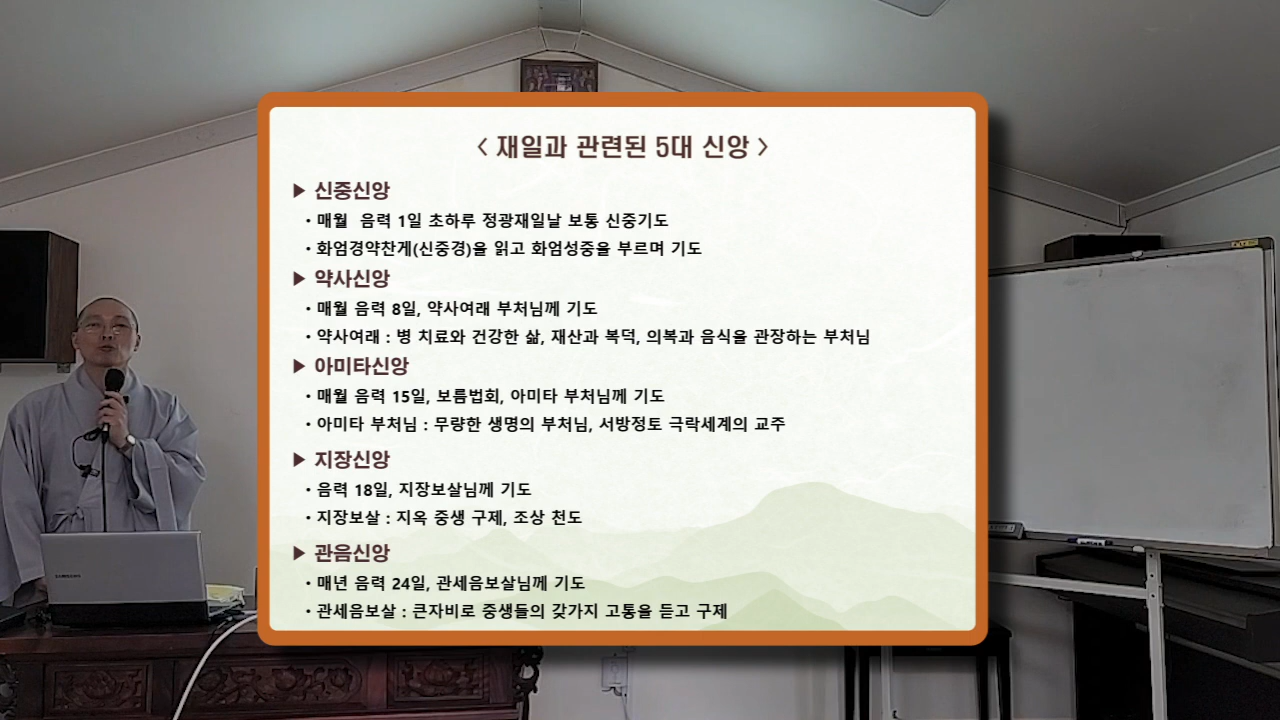 < 재일과 관련된 5대 신앙 >
▶ 신중신앙
• 매월 음력 1일 초하루 정광재일날 보통 신중기도
• 화엄경약찬게(신중경)을 읽고 화엄성중을 부르며 기도
▶ 약사신앙
• 매월 음력 8일, 약사여래 부처님께 기도
• 약사여래 : 병 치료와 건강한 삶, 재산과 복덕, 의복과 음식을 관장하는 부처님
▶ 아미타신앙
• 매월 음력 15일, 보름법회, 아미타 부처님께 기도
• 아미타 부처님 : 무량한 생명의 부처님, 서방정토 극락세계의 교주
▶ 지장신앙
• 음력 18일, 지장보살님께 기도
• 지장보살 : 지옥 중생 구제, 조상 천도
▶ 관음신앙
• 매년 음력 24일, 관세음보살님께 기도
• 관세음보살 : 큰자비로 중생들의 갖가지 고통을 듣고 구제
SAMSUNG